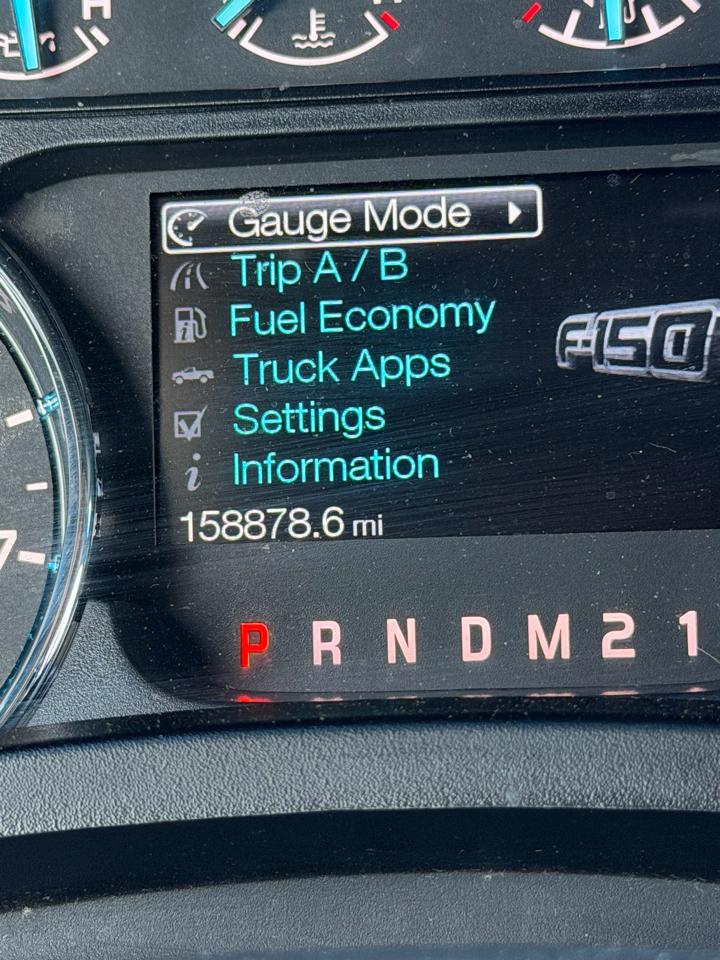 H
H
Gauge Mode
Trip A / B
Fuel Economy
F-150
Truck Apps
Settings
Information
158878.6 mi
P R N D M 2 1